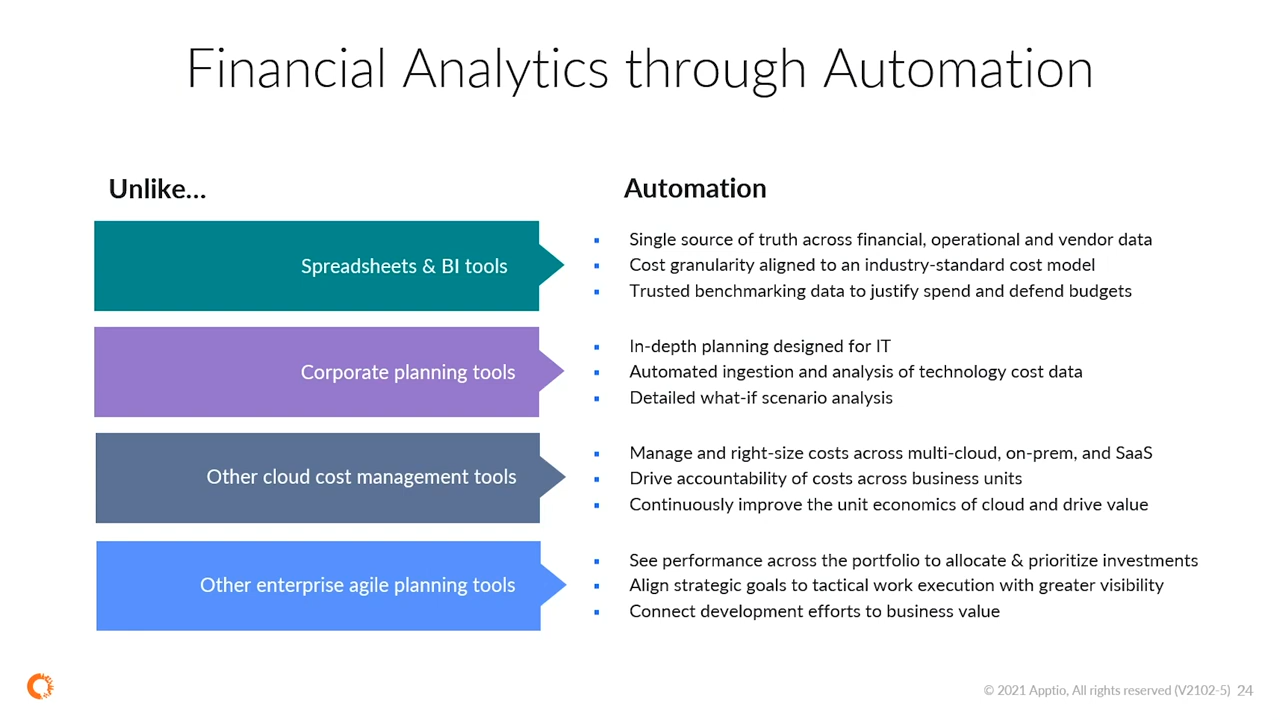 Financial Analytics through Automation
Unlike...
Automation
Spreadsheets & BI tools
Single source of truth across financial, operational and vendor data
Cost granularity aligned to an industry-standard cost model
Trusted benchmarking data to justify spend and defend budgets
Corporate planning tools
In-depth planning designed for IT
Automated ingestion and analysis of technology cost data
Detailed what-if scenario analysis
Other cloud cost management tools
Manage and right-size costs across multi-cloud, on-prem, and SaaS
Drive accountability of costs across business units
Continuously improve the unit economics of cloud and drive value
Other enterprise agile planning tools
See performance across the portfolio to allocate & prioritize investments
Align strategic goals to tactical work execution with greater visibility
Connect development efforts to business value
© 2021 Apptio, All rights reserved (V2102-5) 24